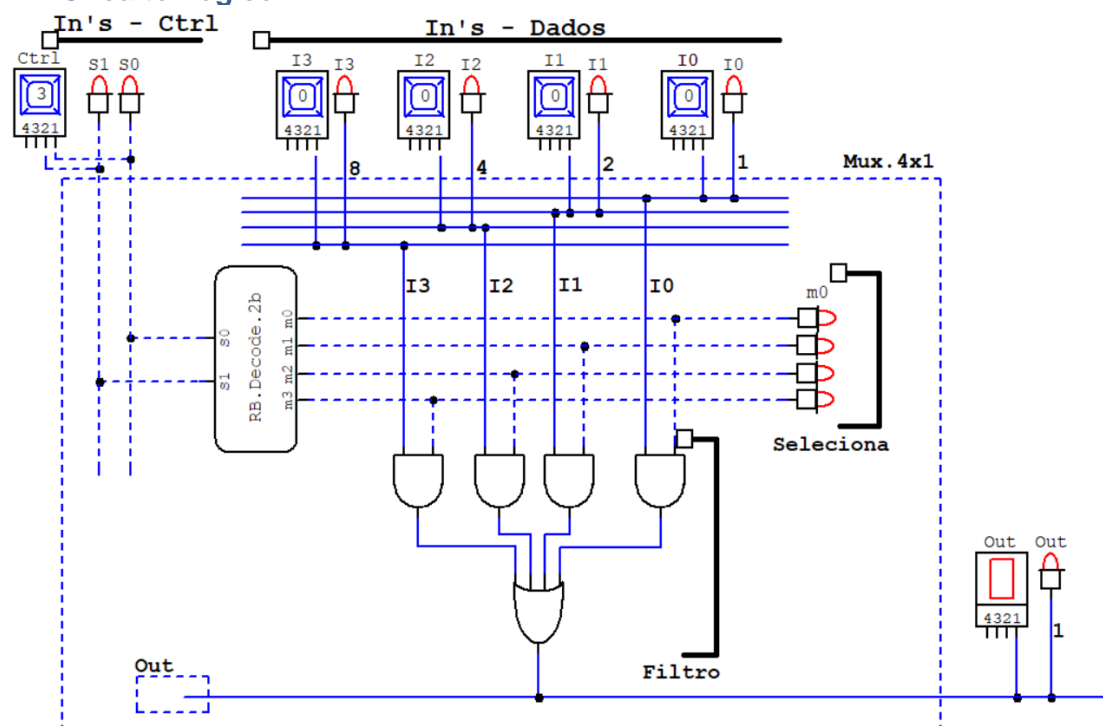 In's - Ctrl
In's - Dados
Ctrl
S1 S0
I3 I3
I2 I2
I1 I1
I0 I0
3
0
0
0
0
4321
4321
4321
4321
4321
8
4
2
1
Mux.4x1
I3
I2
I1
I0
m0
RB.Decode.2b
S0
S1
m0
m1
m2
m3
Seleciona
Out
Out
4321
1
Filtro
Out